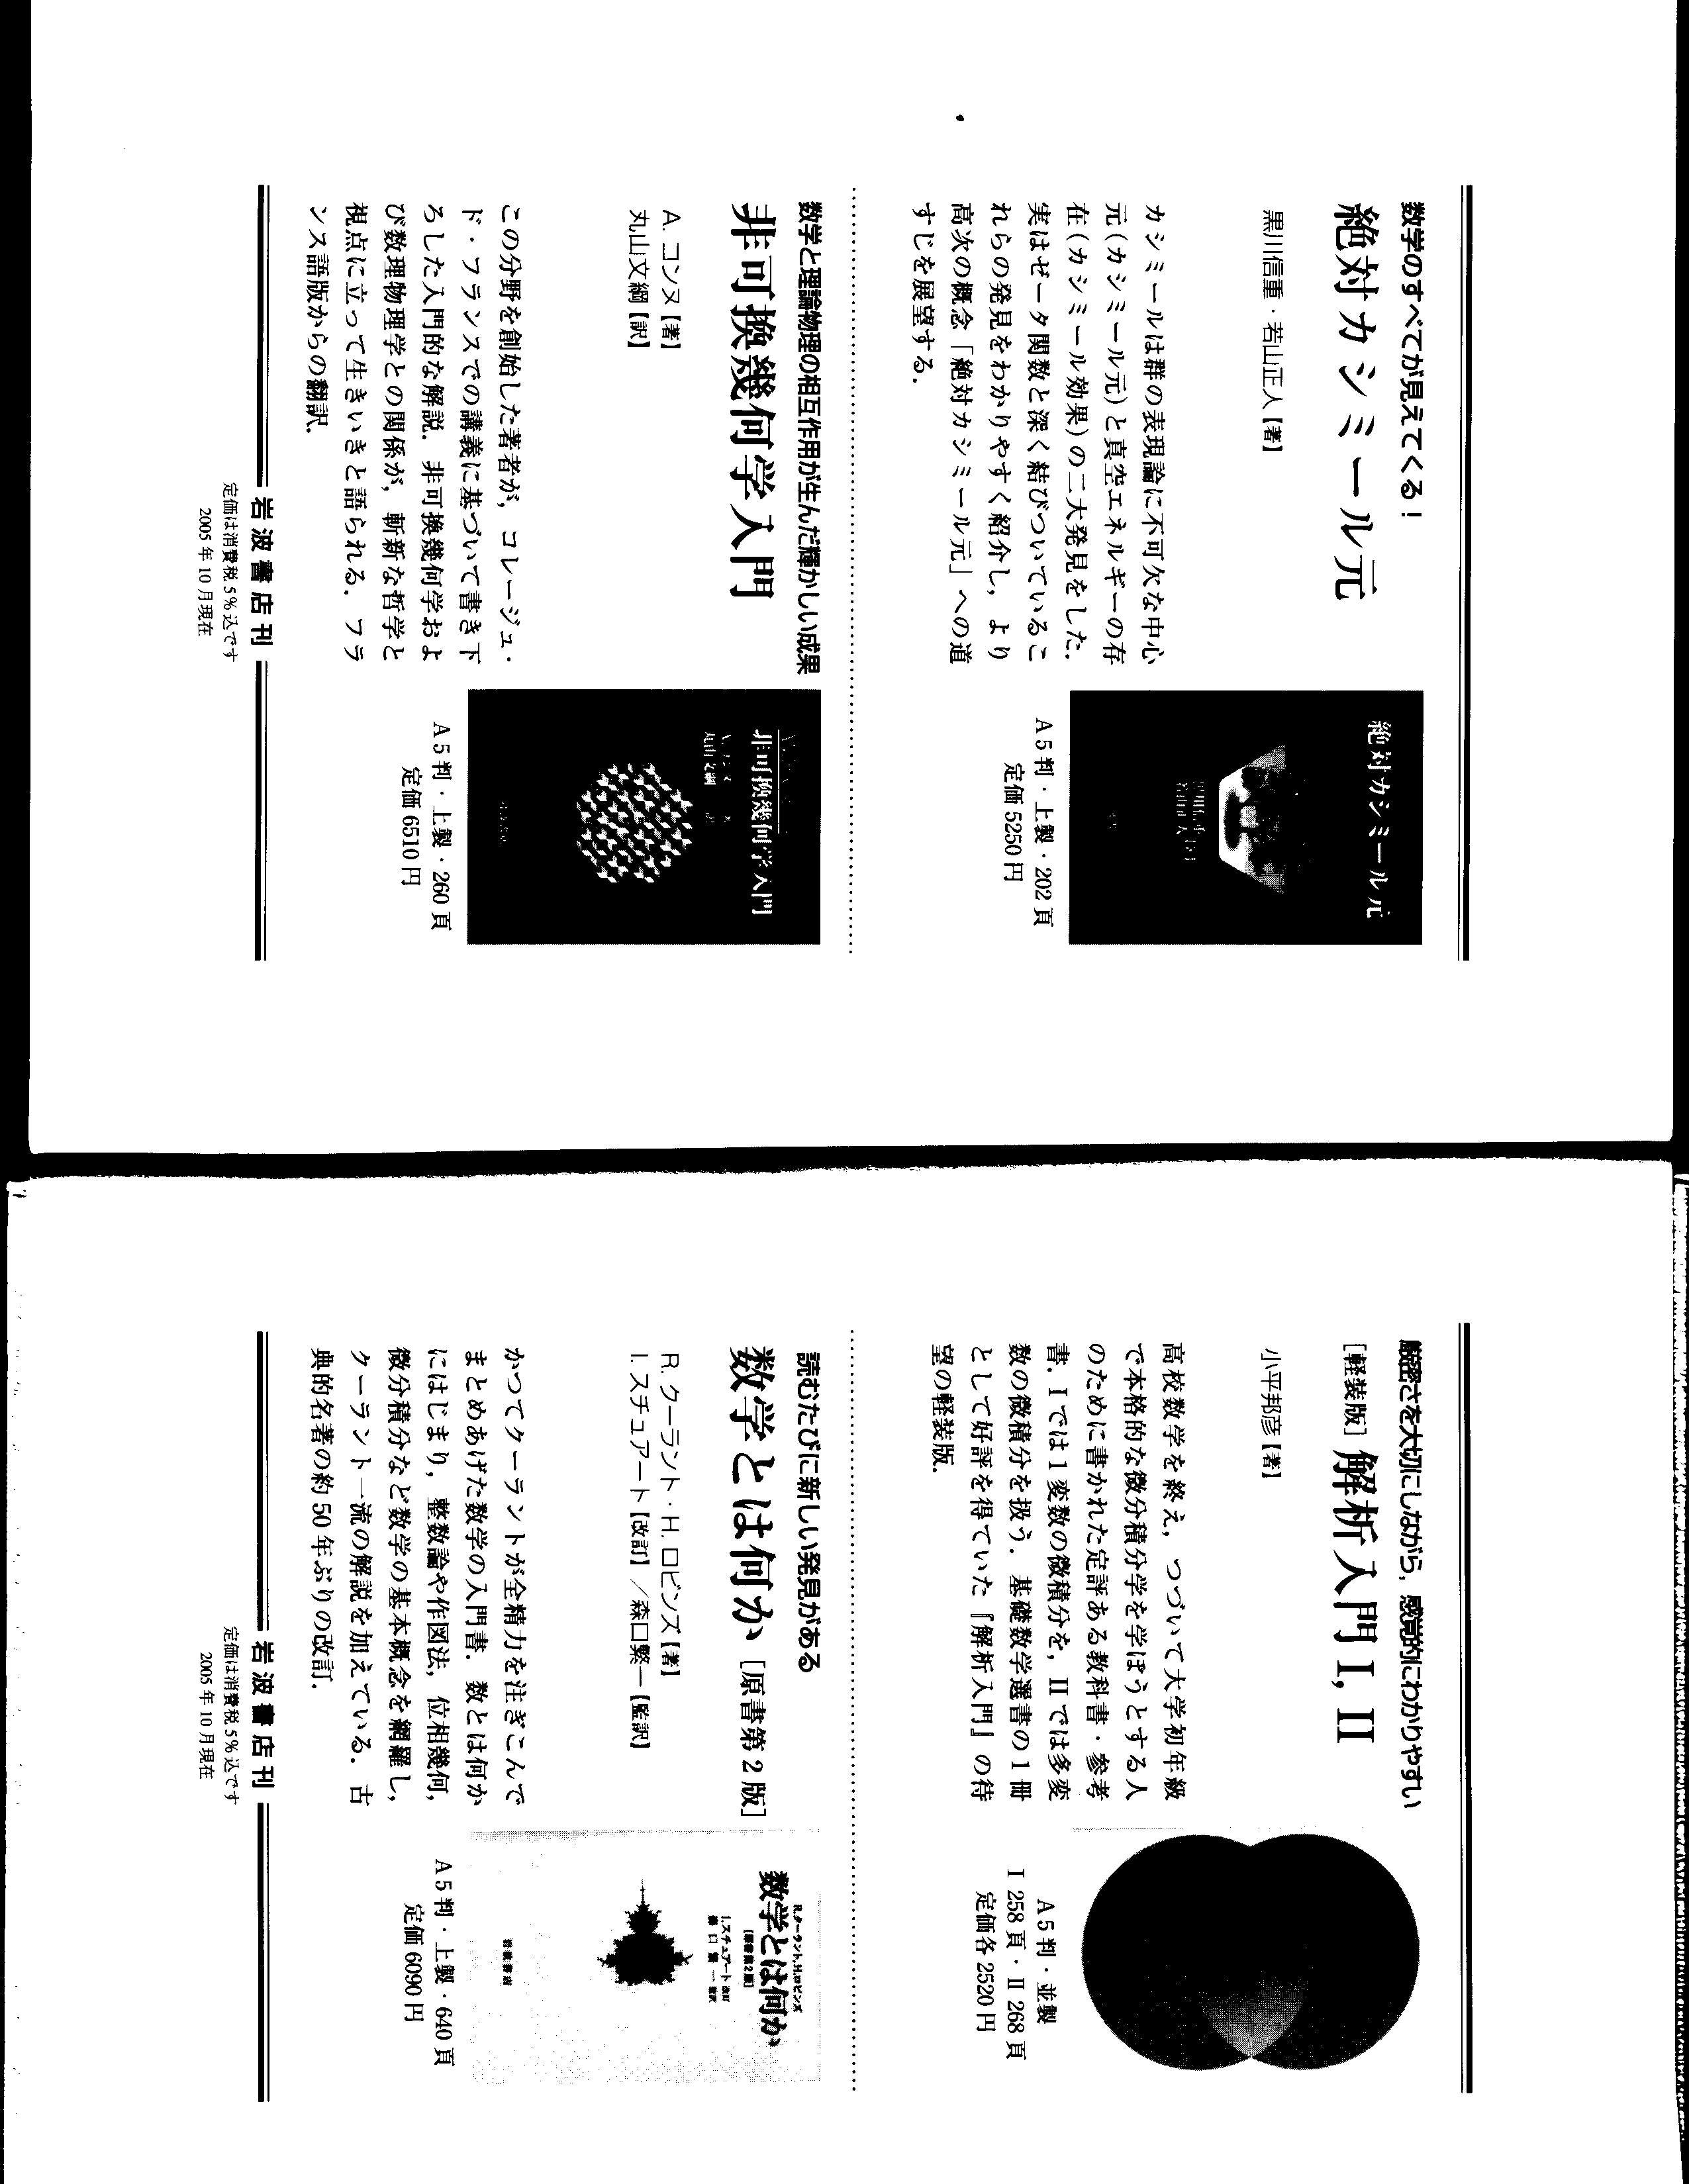 数学のすべてが見えてくる！
絶対カシミール元
黒川信重・若山正人【著】
カシミールは群の表現論に不可欠な中心
元(カシミール元)と真空エネルギーの存
在(カシミール効果)の二大発見をした．
実はゼータ関数と深く結びついているこ
れらの発見をわかりやすく紹介し，より
高次の概念「絶対カシミール元」への道
すじを展望する．
絶対カシミール元
A5判・上製・202頁
定価5250円
数学と理論物理の相互作用が生んだ輝かしい成果
非可換幾何学入門
A. コンヌ【著】
丸山文綱【訳】
この分野を創始した著者が，コレージュ・
ド・フランスでの講義に基づいて書き下
ろした入門的な解説．非可換幾何学およ
び数理物理学との関係が，斬新な哲学と
視点に立って生きいきと語られる．フラ
ンス語版からの翻訳．
非可換幾何学入門
丸山文綱
A5判・上製・260頁
定価6510円
岩波書店刊
定価は消費税5%込です
2005年10月現在
厳密さを大切にしながら，感覚的にわかりやすい
［軽装版］解析入門 I, II
小平邦彦【著】
高校数学を終え，つづいて大学初年級
で本格的な微分積分学を学ぼうとする人
のために書かれた定評ある教科書・参考
書．Iでは1変数の微積分を，IIでは多変
数の微積分を扱う．基礎数学選書の1冊
として好評を得ていた『解析入門』の待
望の軽装版．
A5判・並製
I 258頁・II 268頁
定価各2520円
読むたびに新しい発見がある
数学とは何か［原書第2版］
R. クーラント・H. ロビンズ【著】
I. スチュアート【改訂】／森口繁一【監訳】
かつてクーラントが全精力を注ぎこんで
まとめあげた数学の入門書．数とは何か
にはじまり，整数論や作図法，位相幾何，
微分積分など数学の基本概念を網羅し，
クーラント一流の解説を加えている．古
典的名著の約50年ぶりの改訂．
R.クーラント,H.ロビンズ
数学とは何か
［原書第2版］
I.スチュアート 改訂
森口繁一 監訳
岩波書店
A5判・上製・640頁
定価6090円
岩波書店刊
定価は消費税5%込です
2005年10月現在